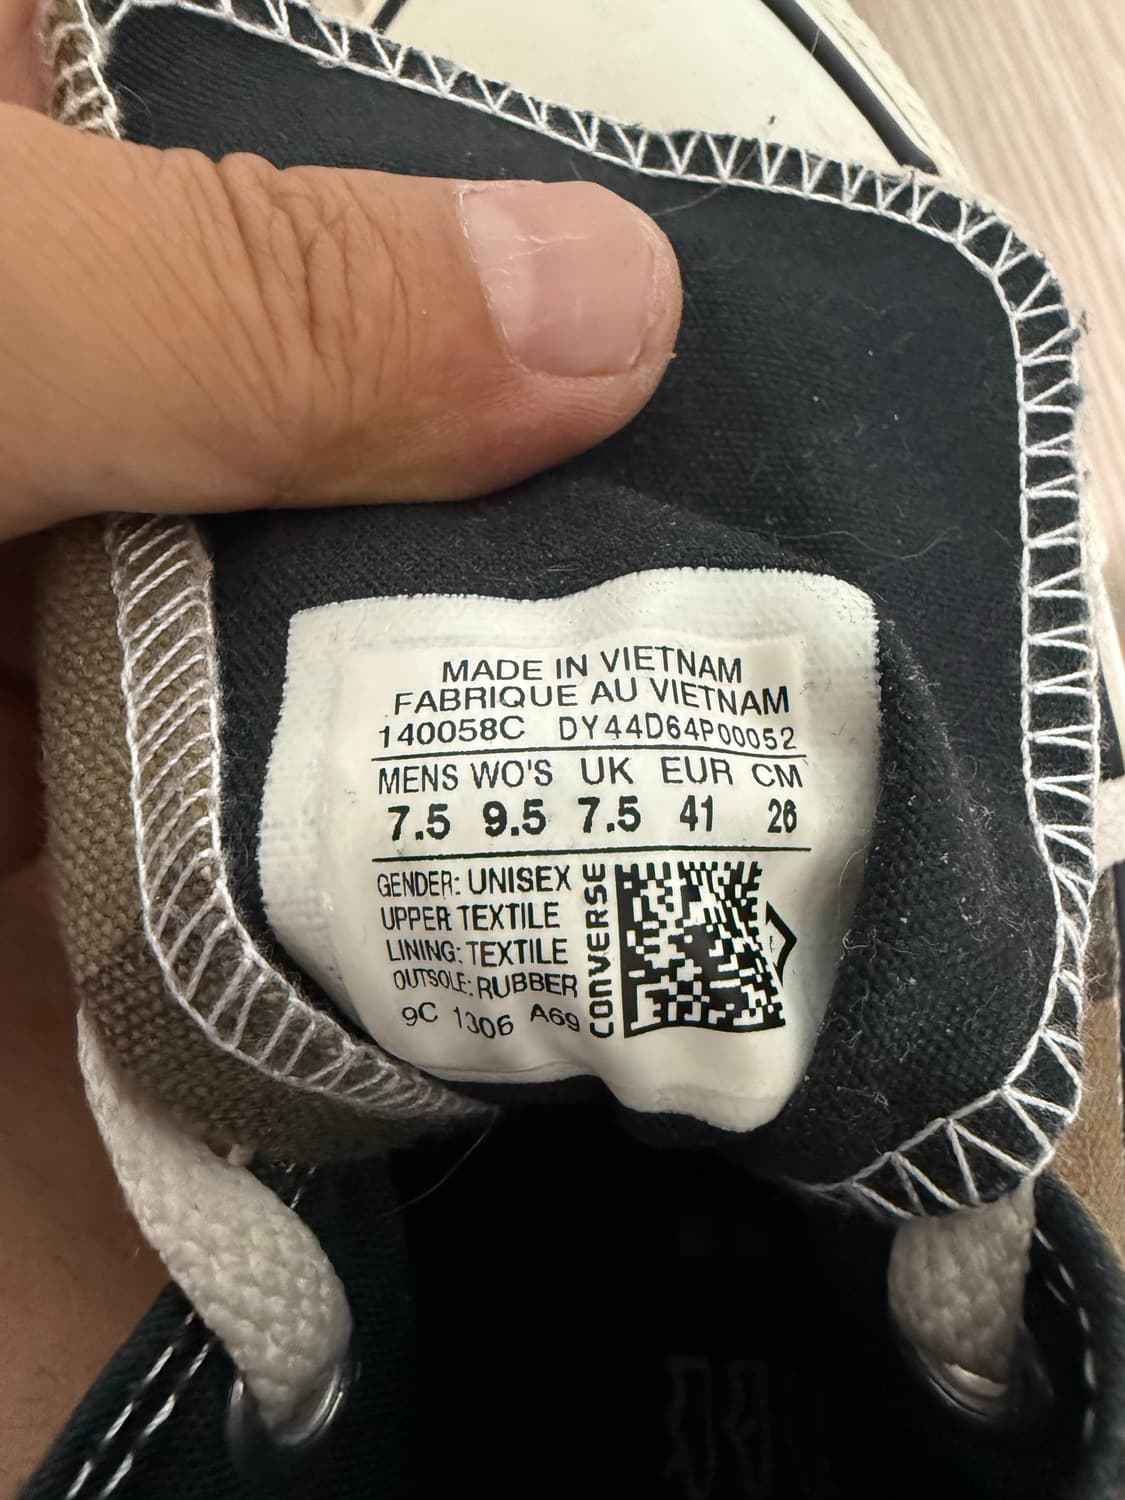 MADE IN VIETNAM
FABRIQUE AU VIETNAM
140058C DY44D64P00052
MENS WO'S UK EUR CM
7.5 9.5 7.5 41 26
GENDER: UNISEX
UPPER: TEXTILE
LINING: TEXTILE
OUTSOLE: RUBBER
9C 1306 A69
CONVERSE